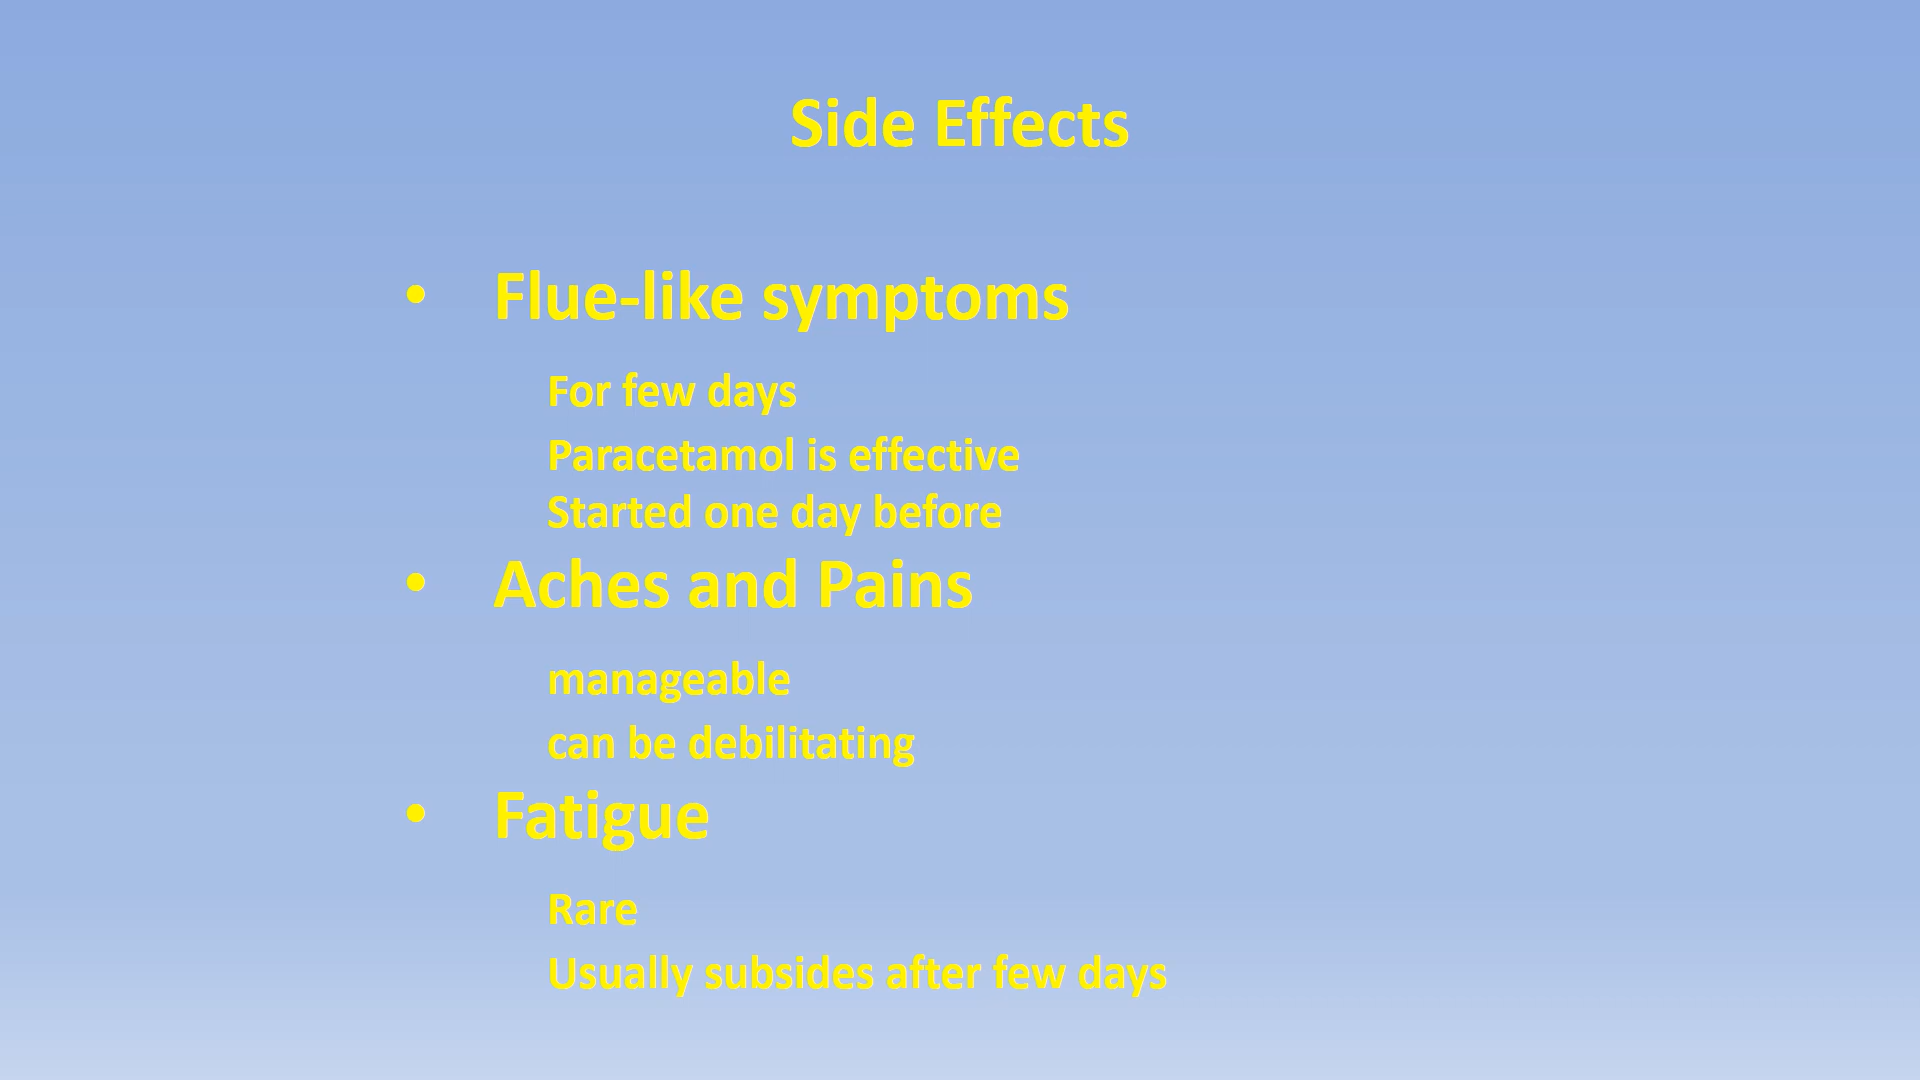 Side Effects
• Flue-like symptoms
For few days
Paracetamol is effective
Started one day before
• Aches and Pains
manageable
can be debilitating
• Fatigue
Rare
Usually subsides after few days